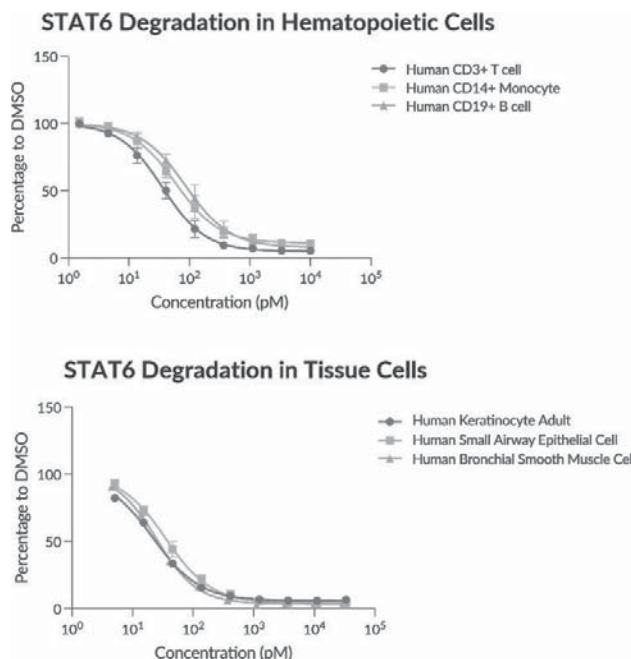 STAT6 Degradation in Hematopoietic Cells
Percentage to DMSO
150
100
50
0
10⁰ 10¹ 10² 10³ 10⁴ 10⁵
Concentration (pM)
Human CD3+ T cell
Human CD14+ Monocyte
Human CD19+ B cell
STAT6 Degradation in Tissue Cells
Percentage to DMSO
150
100
50
0
10⁰ 10¹ 10² 10³ 10⁴ 10⁵
Concentration (pM)
Human Keratinocyte Adult
Human Small Airway Epithelial Cell
Human Bronchial Smooth Muscle Cel